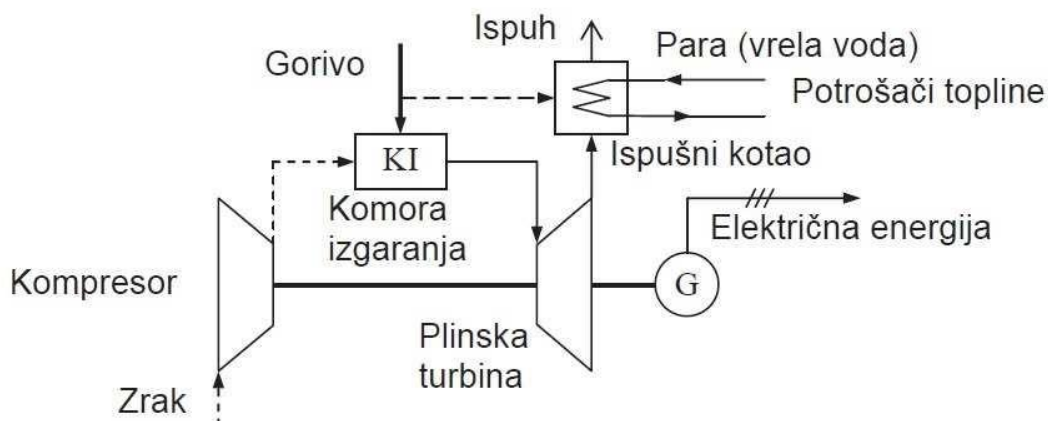 Ispuh
Para (vrela voda)
Gorivo
Potrošači topline
KI
Ispušni kotao
Komora
izgaranja
Električna energija
Kompresor
G
Plinska
turbina
Zrak